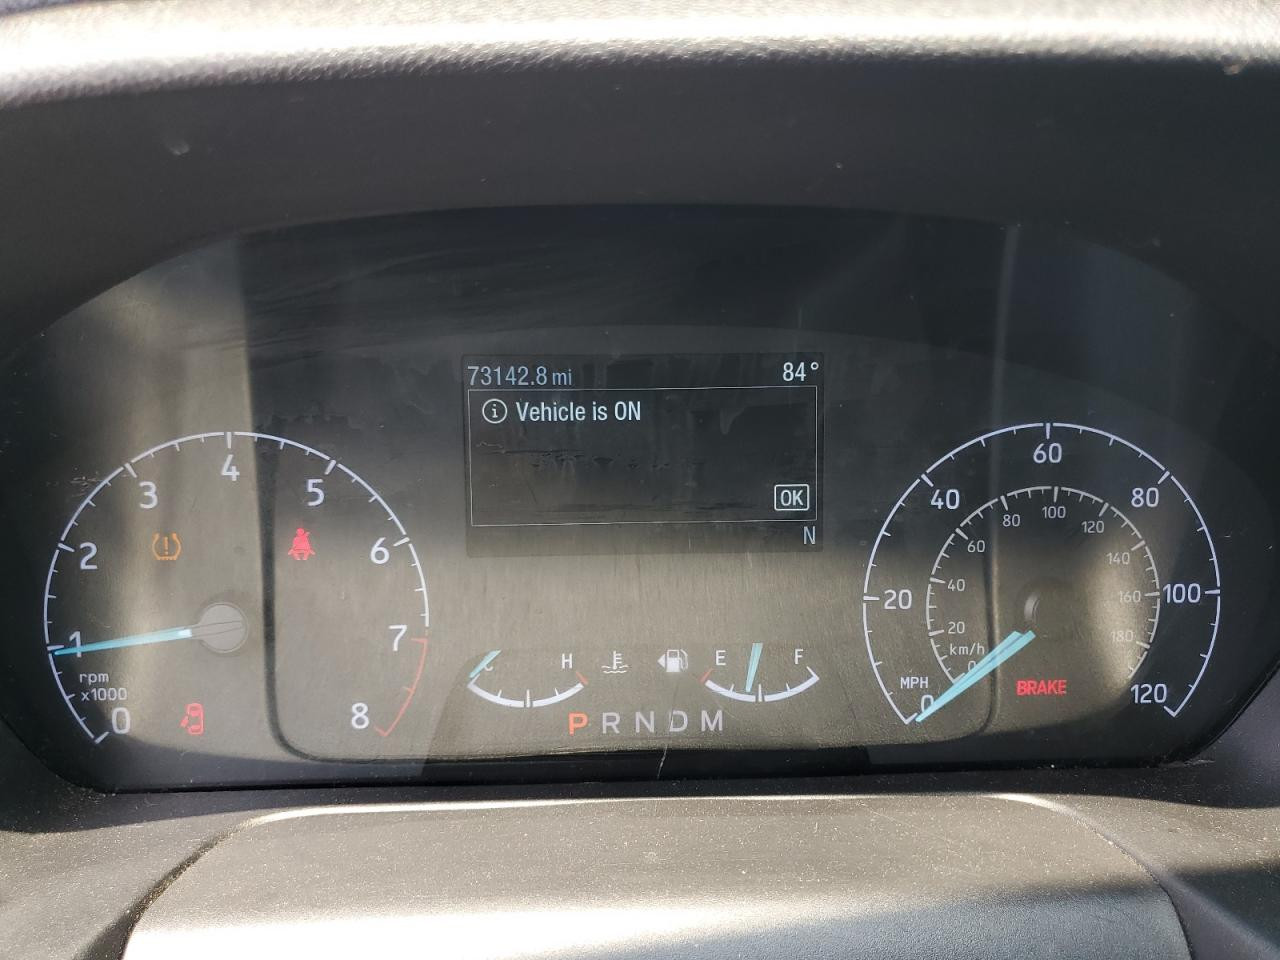 73142.8 mi 84°
i Vehicle is ON
OK
N
0 1 2 3 4 5 6 7 8
rpm
x1000
! 
H
E F
P R N D M
0 20 40 60 80 100 120
MPH
0 20 40 60 80 100 120 140 160 180
km/h
BRAKE